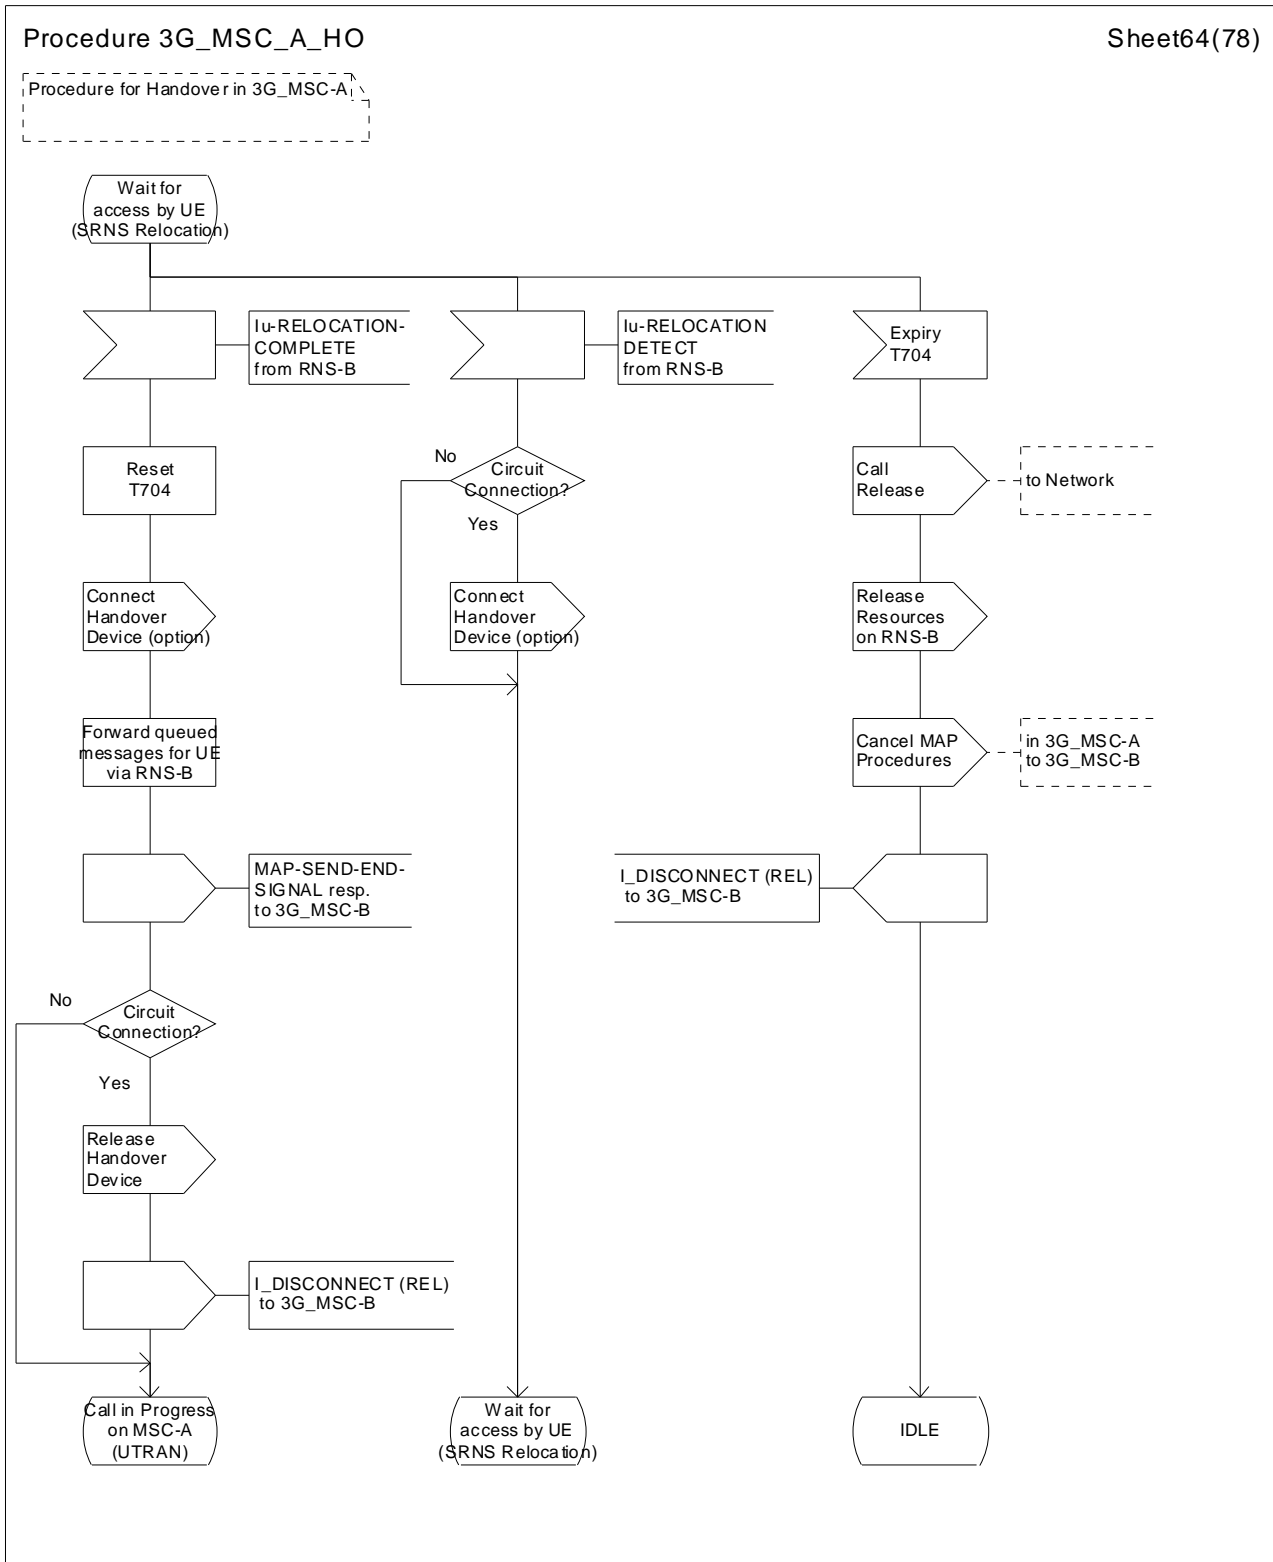 Procedure 3G_MSC_A_HO
Sheet64(78)
Procedure for Handover in 3G_MSC-A
Wait for
access by UE
(SRNS Relocation)
Iu-RELOCATION-
COMPLETE
from RNS-B
Iu-RELOCATION
DETECT
from RNS-B
Expiry
T704
Reset
T704
No
Circuit
Connection?
Yes
Call
Release
to Network
Connect
Handover
Device (option)
Connect
Handover
Device (option)
Release
Resources
on RNS-B
Forward queued
messages for UE
via RNS-B
Cancel MAP
Procedures
in 3G_MSC-A
to 3G_MSC-B
MAP-SEND-END-
SIGNAL resp.
to 3G_MSC-B
I_DISCONNECT (REL)
to 3G_MSC-B
No
Circuit
Connection?
Yes
Release
Handover
Device
I_DISCONNECT (REL)
to 3G_MSC-B
Call in Progress
on MSC-A
(UTRAN)
Wait for
access by UE
(SRNS Relocation)
IDLE